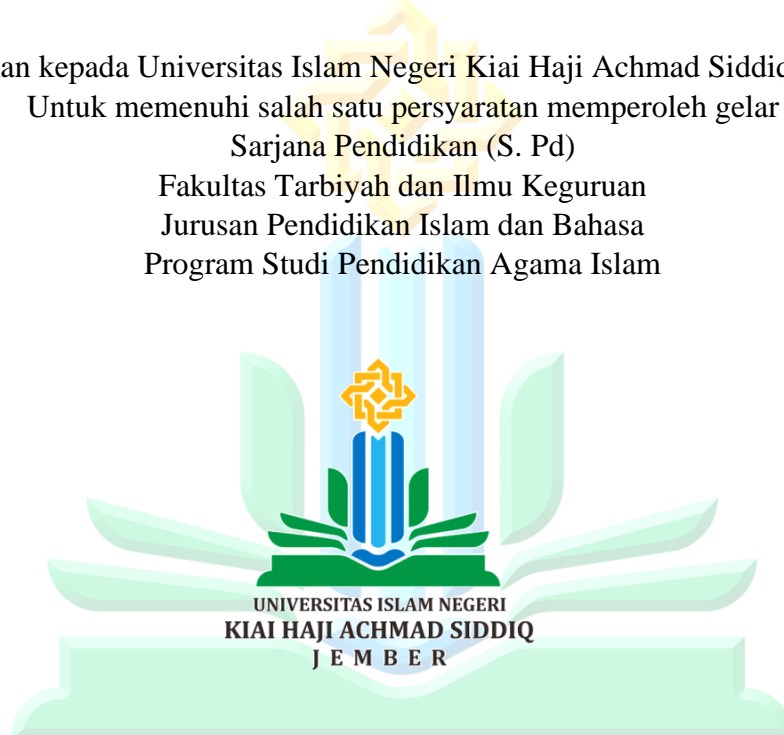 kepada Universitas Islam Negeri Kiai Haji Achmad
Untuk memenuhi salah satu persyaratan memperoleh gelar
Sarjana Pendidikan (S. Pd)
Fakultas Tarbiyah dan Ilmu Keguruan
Jurusan Pendidikan Islam dan Bahasa
Program Studi Pendidikan Agama Islam
UNIVERSITAS ISLAM NEGERI
KIAI HAJI ACHMAD SIDDIQ
JEMBER